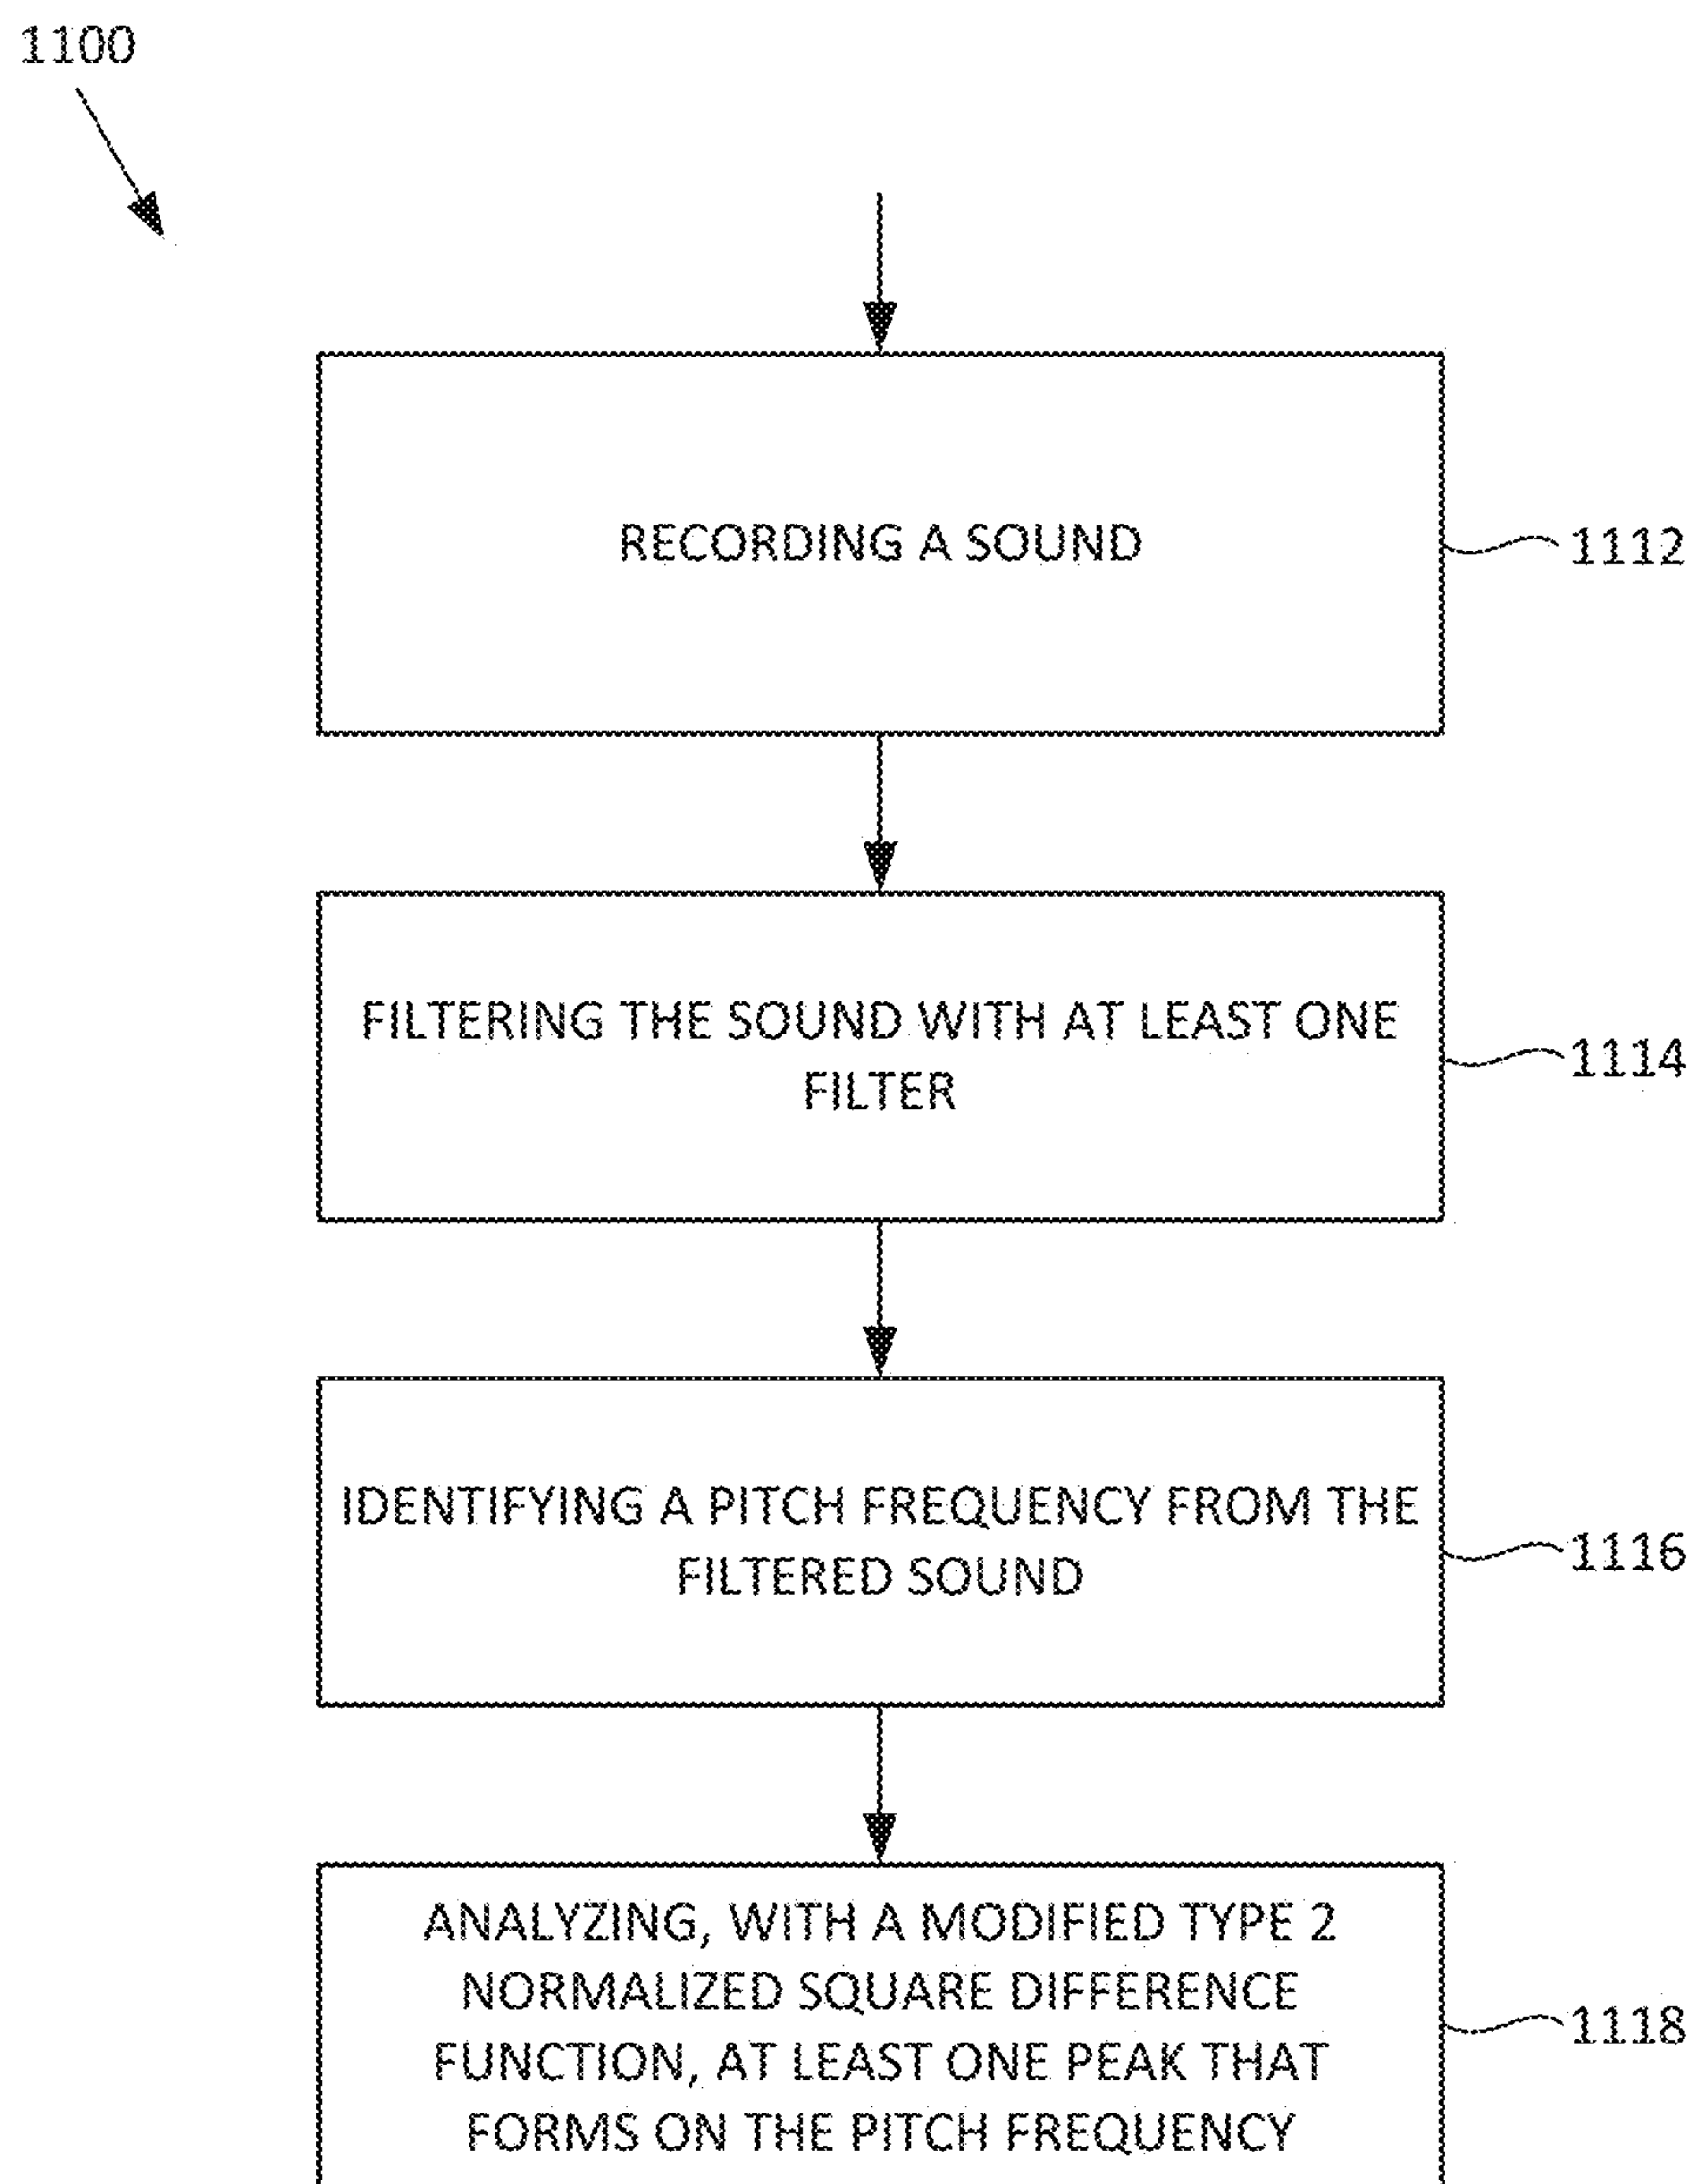 1100
RECORDING A SOUND
1112
FILTERING THE SOUND WITH AT LEAST ONE
FILTER
1114
IDENTIFYING A PITCH FREQUENCY FROM THE
FILTERED SOUND
1116
ANALYZING, WITH A MODIFIED TYPE 2
NORMALIZED SQUARE DIFFERENCE
FUNCTION, AT LEAST ONE PEAK THAT
FORMS ON THE PITCH FREQUENCY
1118